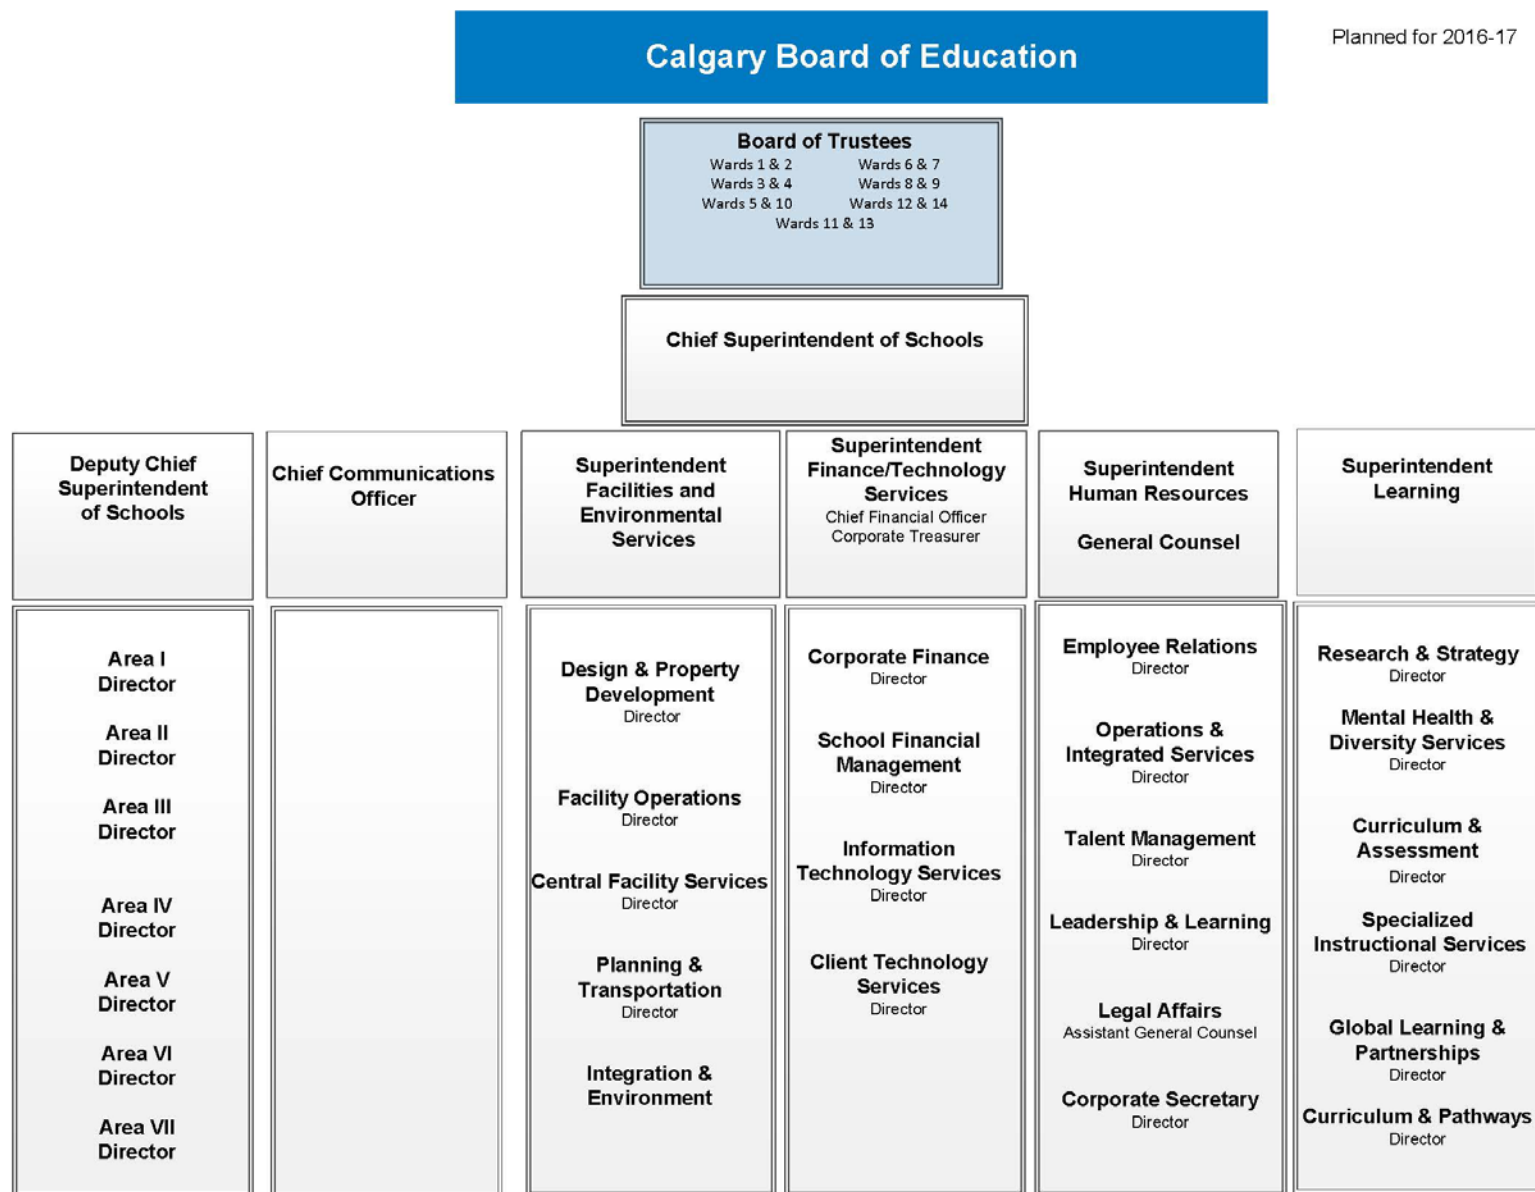 Calgary Board of Education
Planned for 2016-17
Board of Trustees
Wards 1 & 2
Wards 6 & 7
Wards 3 & 4
Wards 8 & 9
Wards 5 & 10
Wards 12 & 14
Wards 11 & 13
Chief Superintendent of Schools
Deputy Chief
Superintendent
of Schools
Chief Communications
Officer
Superintendent
Facilities and
Environmental
Services
Superintendent
Finance/Technology
Services
Chief Financial Officer
Corporate Treasurer
Superintendent
Human Resources
General Counsel
Superintendent
Learning
Area I
Director
Area II
Director
Area III
Director
Area IV
Director
Area V
Director
Area VI
Director
Area VII
Director
Design & Property
Development
Director
Facility Operations
Director
Central Facility Services
Director
Planning &
Transportation
Director
Integration &
Environment
Corporate Finance
Director
School Financial
Management
Director
Information
Technology Services
Director
Client Technology
Services
Director
Employee Relations
Director
Operations &
Integrated Services
Director
Talent Management
Director
Leadership & Learning
Director
Legal Affairs
Assistant General Counsel
Corporate Secretary
Director
Research & Strategy
Director
Mental Health &
Diversity Services
Director
Curriculum &
Assessment
Director
Specialized
Instructional Services
Director
Global Learning &
Partnerships
Director
Curriculum & Pathways
Director